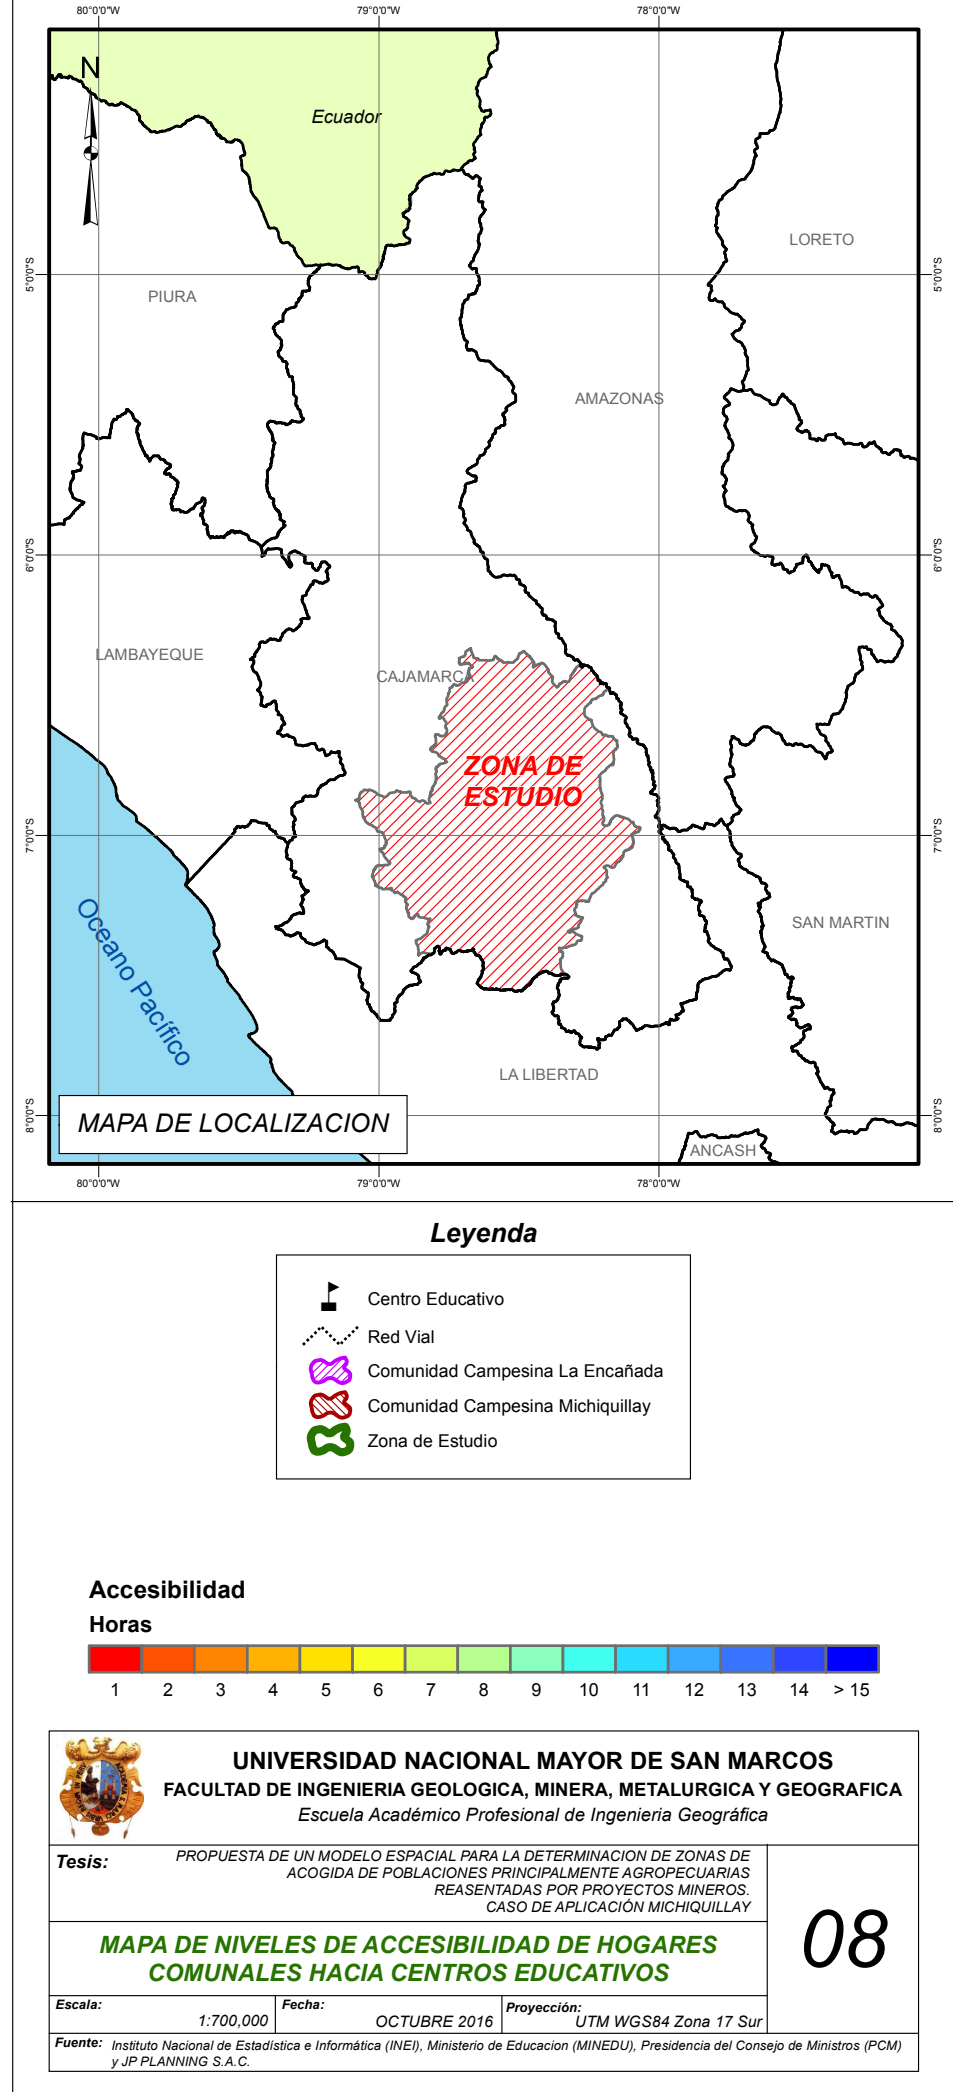 80°0'0"W 79°0'0"W 78°0'0"W
N
Ecuador
LORETO
5°0'0"S 5°0'0"S
PIURA
AMAZONAS
6°0'0"S 6°0'0"S
LAMBAYEQUE
CAJAMARCA
ZONA DE
ESTUDIO
7°0'0"S 7°0'0"S
Oceano Pacífico
SAN MARTIN
LA LIBERTAD
8°0'0"S 8°0'0"S
MAPA DE LOCALIZACION
ANCASH
80°0'0"W 79°0'0"W 78°0'0"W
Leyenda
Centro Educativo
Red Vial
Comunidad Campesina La Encañada
Comunidad Campesina Michiquillay
Zona de Estudio
Accesibilidad
Horas
1 2 3 4 5 6 7 8 9 10 11 12 13 14 > 15
UNIVERSIDAD NACIONAL MAYOR DE SAN MARCOS
FACULTAD DE INGENIERIA GEOLOGICA, MINERA, METALURGICA Y GEOGRAFICA
Escuela Académico Profesional de Ingenieria Geográfica
Tesis: PROPUESTA DE UN MODELO ESPACIAL PARA LA DETERMINACION DE ZONAS DE
ACOGIDA DE POBLACIONES PRINCIPALMENTE AGROPECUARIAS
REASENTADAS POR PROYECTOS MINEROS.
CASO DE APLICACIÓN MICHIQUILLAY
08
MAPA DE NIVELES DE ACCESIBILIDAD DE HOGARES
COMUNALES HACIA CENTROS EDUCATIVOS
Escala: 1:700,000
Fecha: OCTUBRE 2016
Proyección: UTM WGS84 Zona 17 Sur
Fuente: Instituto Nacional de Estadística e Informática (INEI), Ministerio de Educacion (MINEDU), Presidencia del Consejo de Ministros (PCM)
y JP PLANNING S.A.C.